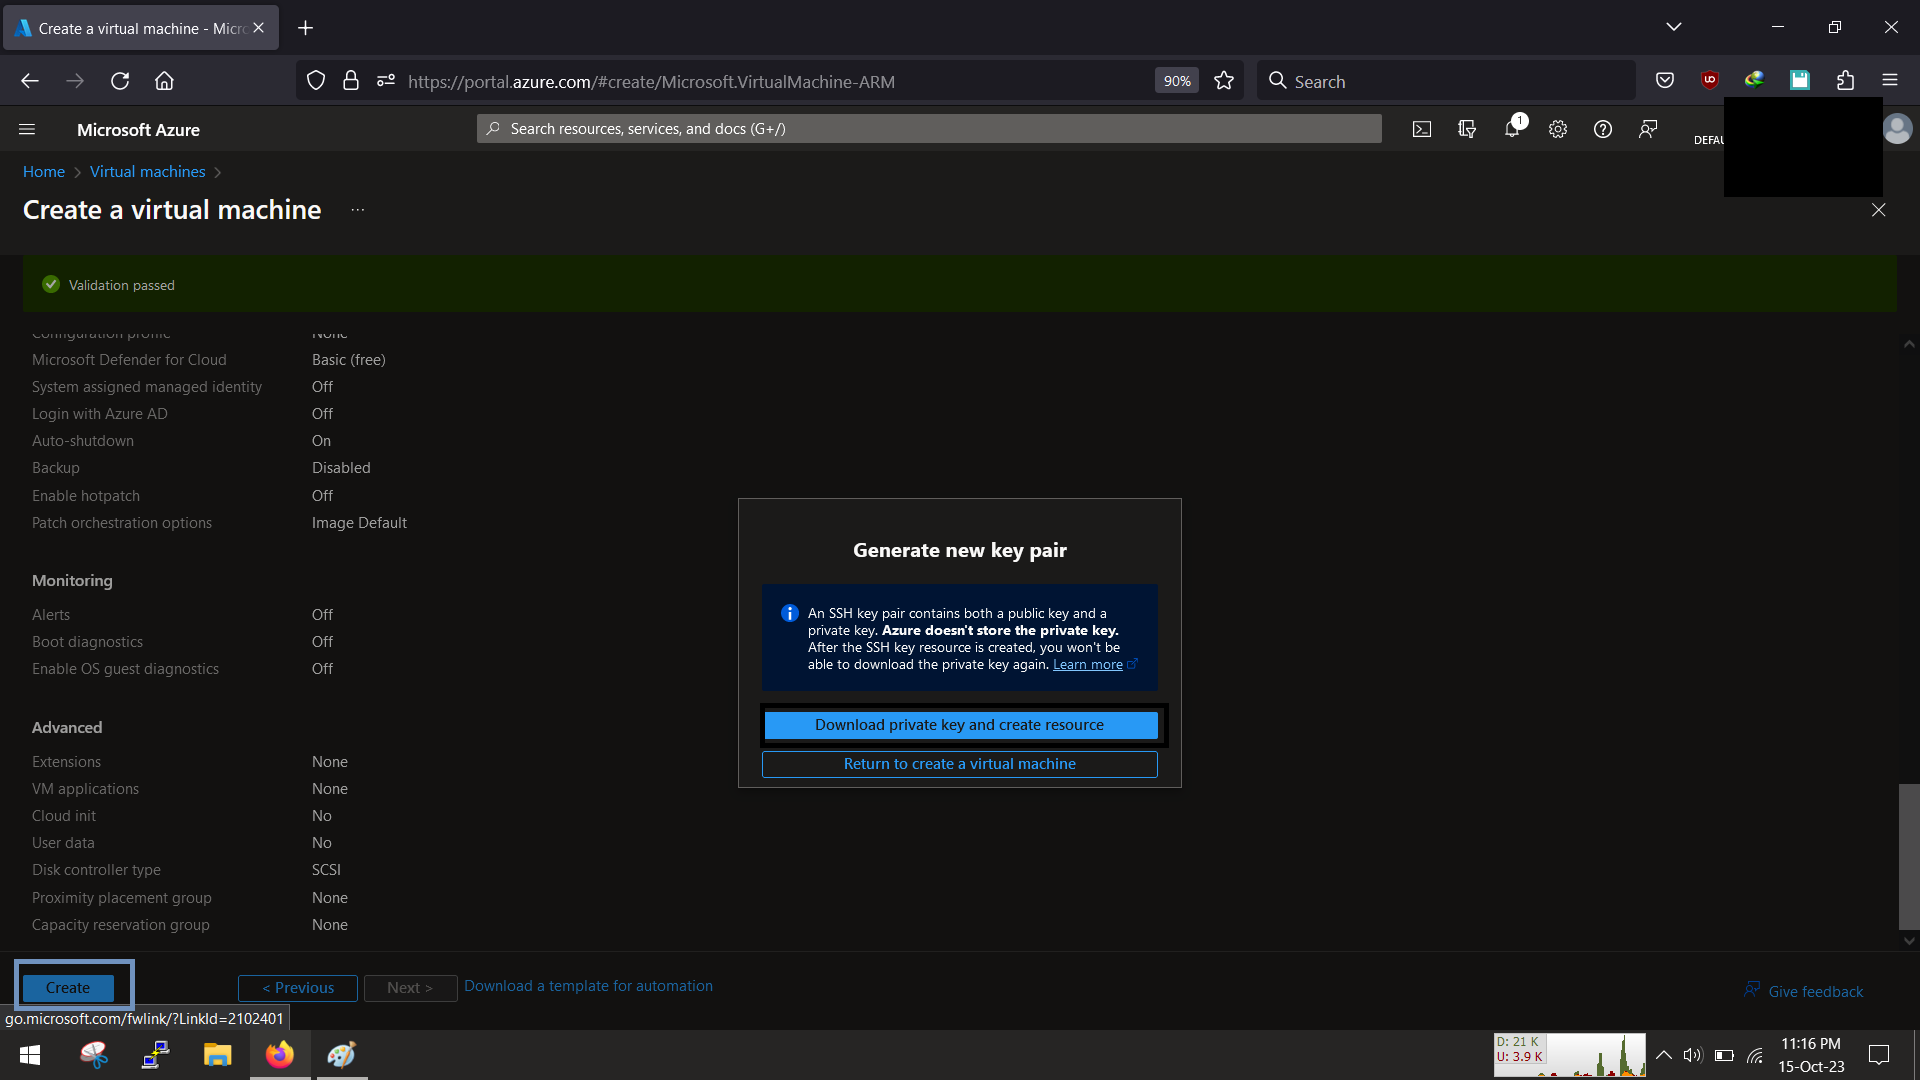 Create a virtual machine - Micro
https://portal.azure.com/#create/Microsoft.VirtualMachine-ARM
90%
Search
Microsoft Azure
Search resources, services, and docs (G+/)
1
DEFAU
Home > Virtual machines >
Create a virtual machine ...
Validation passed
Configuration profile None
Microsoft Defender for Cloud Basic (free)
System assigned managed identity Off
Login with Azure AD Off
Auto-shutdown On
Backup Disabled
Enable hotpatch Off
Patch orchestration options Image Default
Monitoring
Alerts Off
Boot diagnostics Off
Enable OS guest diagnostics Off
Advanced
Extensions None
VM applications None
Cloud init No
User data No
Disk controller type SCSI
Proximity placement group None
Capacity reservation group None
Generate new key pair
An SSH key pair contains both a public key and a
private key. Azure doesn't store the private key.
After the SSH key resource is created, you won't be
able to download the private key again. Learn more
Download private key and create resource
Return to create a virtual machine
Create
< Previous
Next >
Download a template for automation
Give feedback
go.microsoft.com/fwlink/?LinkId=2102401
D: 21 K
U: 3.9 K
11:16 PM
15-Oct-23